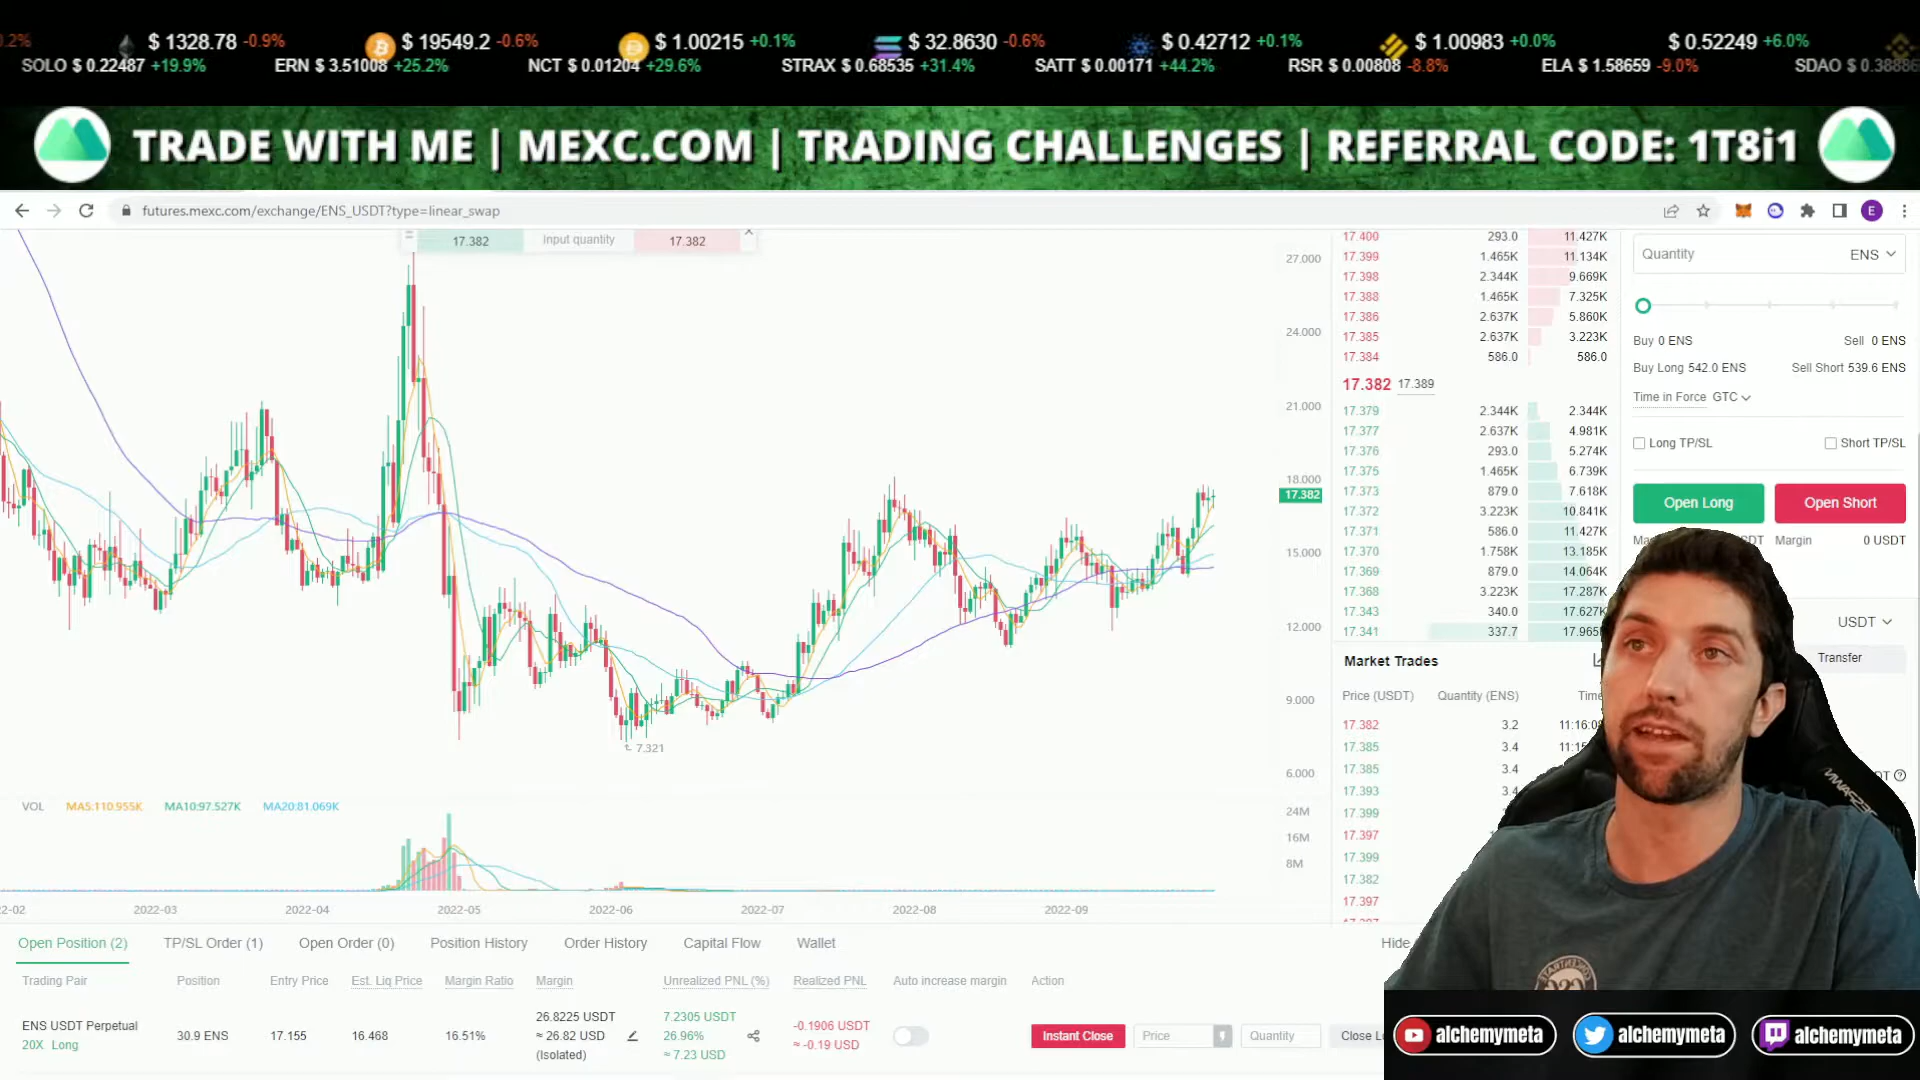 0.2% $ 1328.78 -0.9% $ 19549.2 -0.6% $ 1.00215 +0.1% $ 32.8630 -0.6% $ 0.42712 +0.1% $ 1.00983 +0.0% $ 0.52249 +6.0%
SOLO $ 0.22487 +19.9% ERN $ 3.51008 +25.2% NCT $ 0.01204 +29.6% STRAX $ 0.68535 +31.4% SATT $ 0.00171 +44.2% RSR $ 0.00808 -8.8% ELA $ 1.58659 -9.0% SDAO $ 0.38886
TRADE WITH ME | MEXC.COM | TRADING CHALLENGES | REFERRAL CODE: 1T8i1
futures.mexc.com/exchange/ENS_USDT?type=linear_swap
E
17.382 Input quantity 17.382
27.000
24.000
21.000
18.000
17.382
15.000
12.000
9.000
6.000
7.321
VOL MA5:110.955K MA10:97.527K MA20:81.069K
24M
16M
8M
2022-03 2022-04 2022-05 2022-06 2022-07 2022-08 2022-09
17.400 293.0 11.427K
17.399 1.465K 11.134K
17.398 2.344K 9.669K
17.388 1.465K 7.325K
17.386 2.637K 5.860K
17.385 2.637K 3.223K
17.384 586.0 586.0
17.382 17.389
17.379 2.344K 2.344K
17.377 2.637K 4.981K
17.376 293.0 5.274K
17.375 1.465K 6.739K
17.373 879.0 7.618K
17.372 3.223K 10.841K
17.371 586.0 11.427K
17.370 1.758K 13.185K
17.369 879.0 14.064K
17.368 3.223K 17.287K
17.343 340.0 17.627K
17.341 337.7 17.965
Market Trades
Price (USDT) Quantity (ENS) Time
17.382 3.2 11:16:0
17.385 3.4
17.385 3.4
17.393 3.4
17.399
17.397
17.399
17.382
17.397
Quantity ENS
Buy 0 ENS Sell 0 ENS
Buy Long 542.0 ENS Sell Short 539.6 ENS
Time in Force GTC
Long TP/SL Short TP/SL
Open Long Open Short
Margin 0 USDT
USDT
Transfer
Open Position (2) TP/SL Order (1) Open Order (0) Position History Order History Capital Flow Wallet Hide
Trading Pair Position Entry Price Est. Liq Price Margin Ratio Margin Unrealized PNL (%) Realized PNL Auto increase margin Action
ENS USDT Perpetual
20X Long
30.9 ENS 17.155 16.468 16.51%
26.8225 USDT
≈ 26.82 USD
(Isolated)
7.2305 USDT
26.96%
≈ 7.23 USD
-0.1906 USDT
≈ -0.19 USD
Instant Close Price Quantity Close
alchemymeta alchemymeta alchemymeta